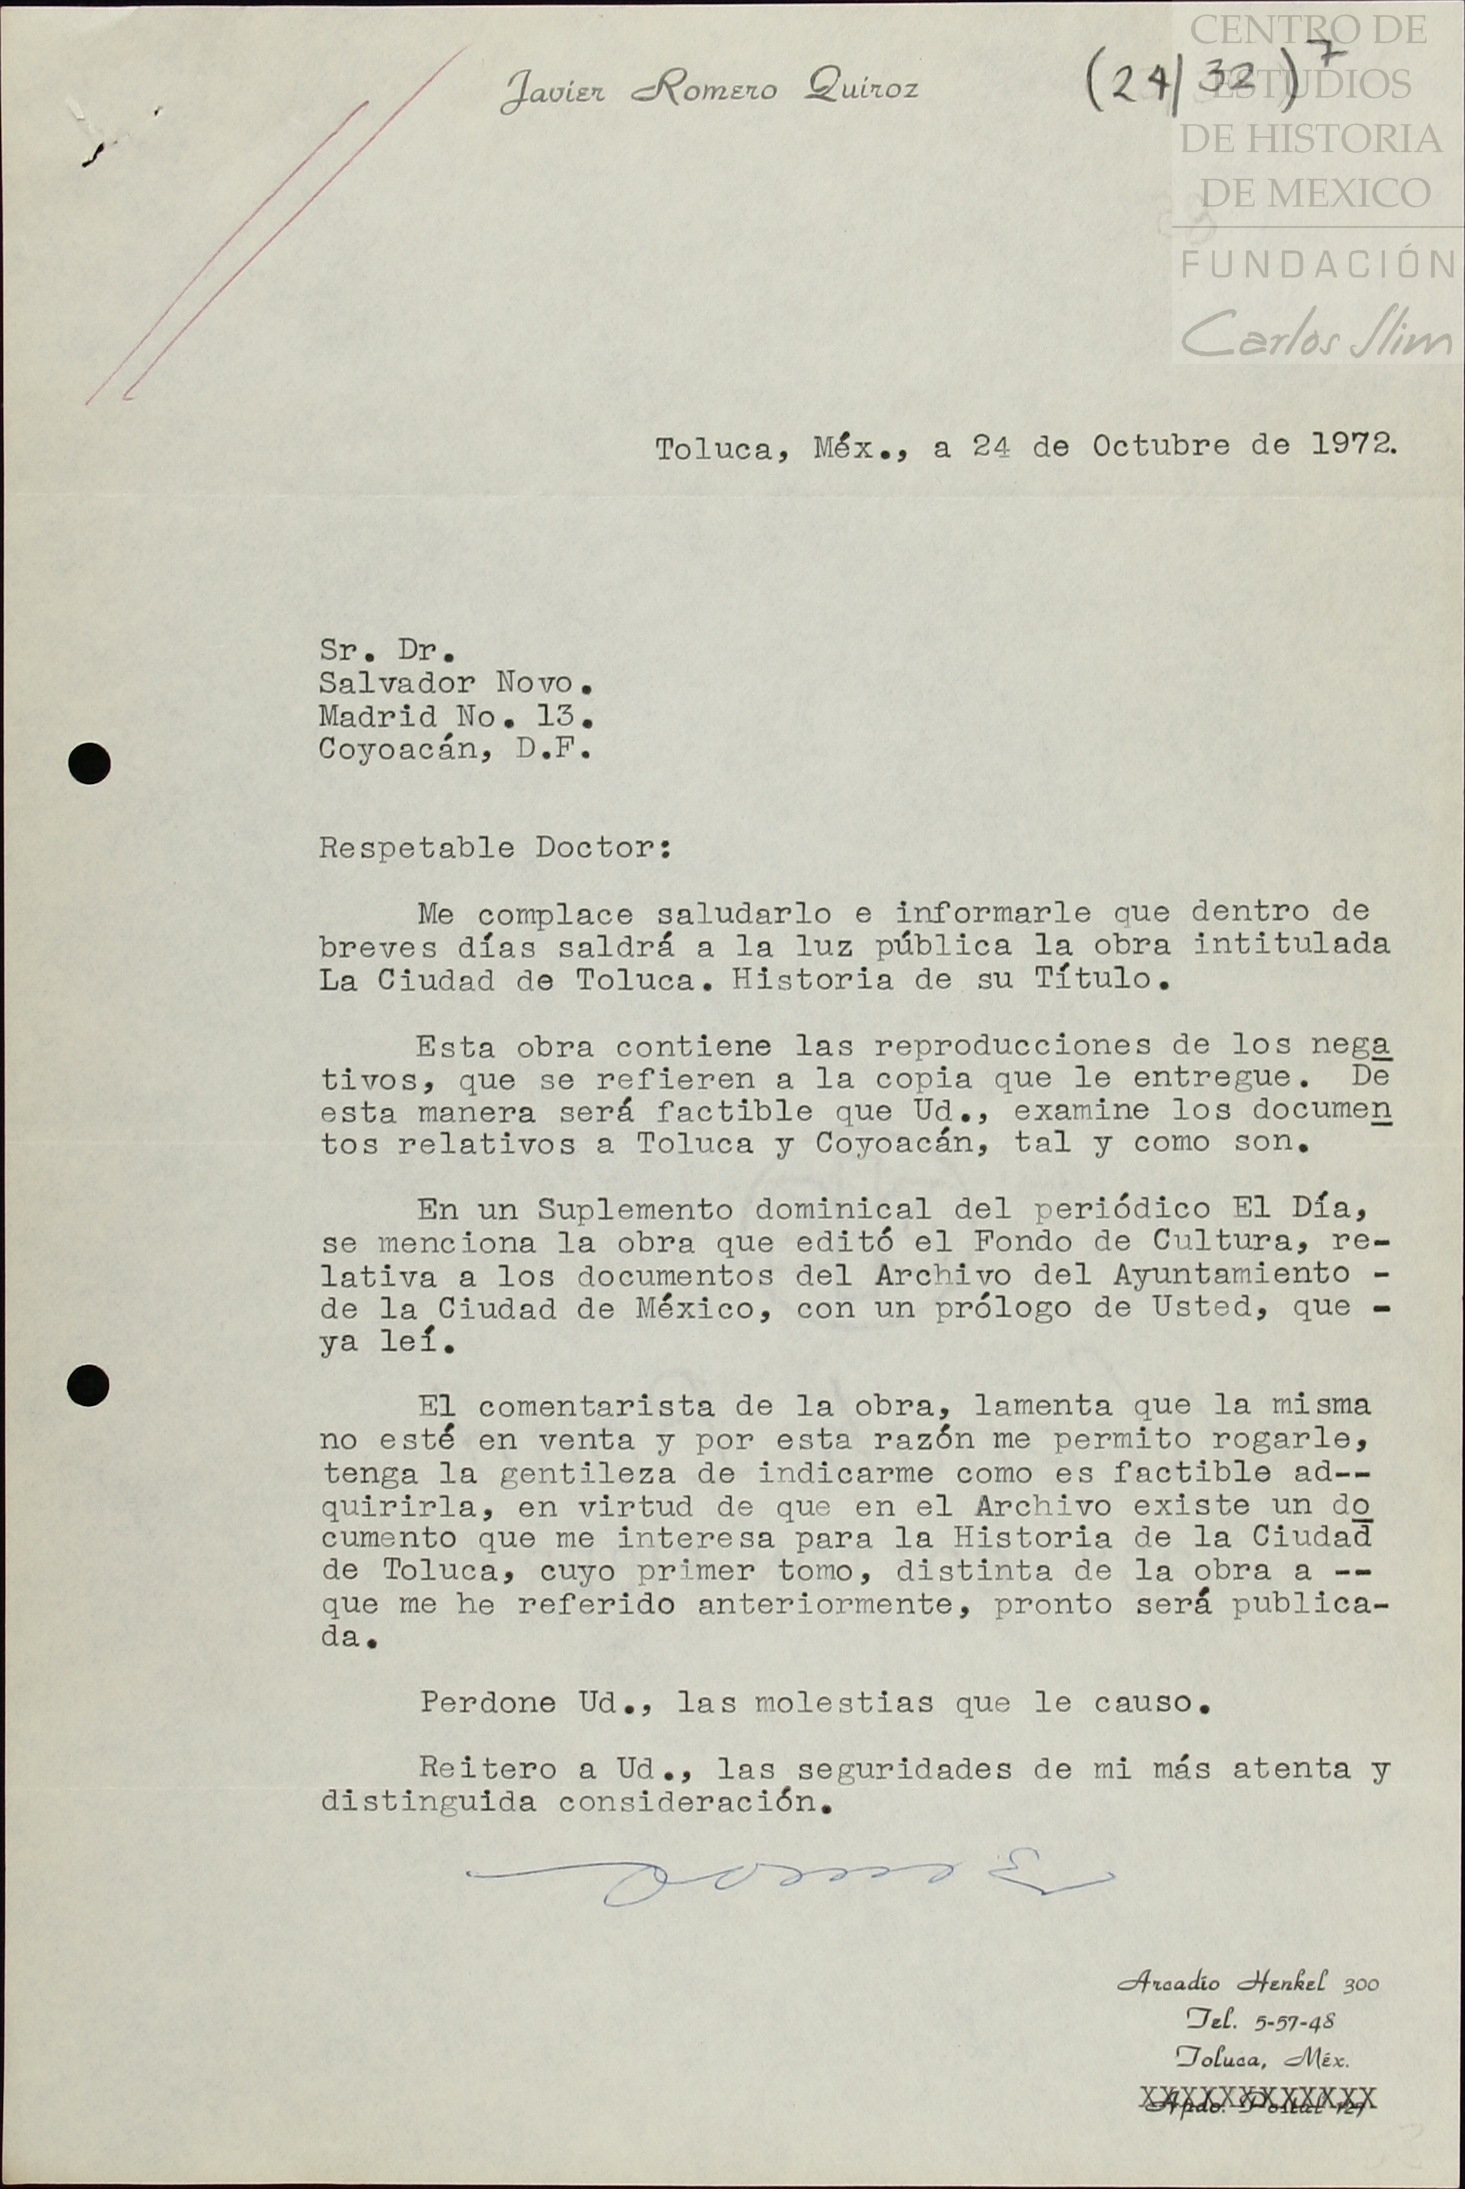 Javier Romero Quiroz
(24/32)7
CENTRO DE
ESTUDIOS
DE HISTORIA
DE MEXICO
FUNDACIÓN
Carlos Slim
Toluca, Méx., a 24 de Octubre de 1972.
Sr. Dr.
Salvador Novo.
Madrid No. 13.
Coyoacán, D.F.
Respetable Doctor:
Me complace saludarlo e informarle que dentro de
breves días saldrá a la luz pública la obra intitulada
La Ciudad de Toluca. Historia de su Título.
Esta obra contiene las reproducciones de los nega
tivos, que se refieren a la copia que le entregue. De
esta manera será factible que Ud., examine los documen
tos relativos a Toluca y Coyoacán, tal y como son.
En un Suplemento dominical del periódico El Día,
se menciona la obra que editó el Fondo de Cultura, re-
lativa a los documentos del Archivo del Ayuntamiento -
de la Ciudad de México, con un prólogo de Usted, que -
ya leí.
El comentarista de la obra, lamenta que la misma
no esté en venta y por esta razón me permito rogarle,
tenga la gentileza de indicarme como es factible ad--
quirirla, en virtud de que en el Archivo existe un do
cumento que me interesa para la Historia de la Ciudad
de Toluca, cuyo primer tomo, distinta de la obra a --
que me he referido anteriormente, pronto será publica-
da.
Perdone Ud., las molestias que le causo.
Reitero a Ud., las seguridades de mi más atenta y
distinguida consideración.
Arcadio Henkel 300
Tel. 5-57-48
Toluca, Méx.
Apdo. Postal 127